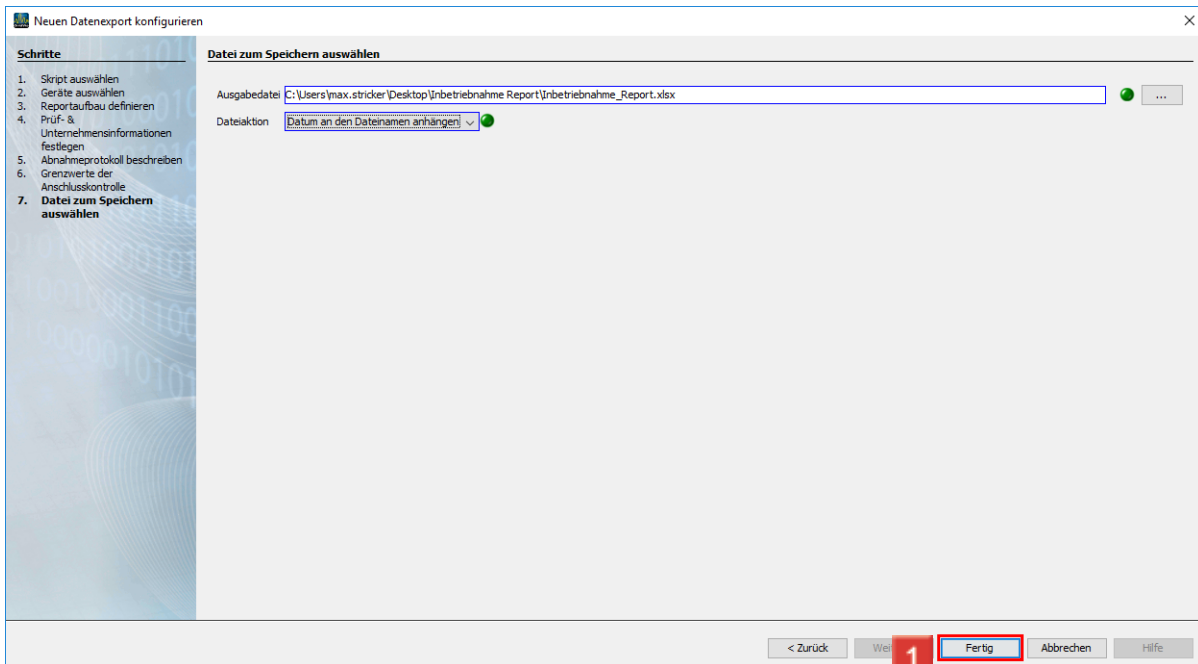 Neuen Datenexport konfigurieren
Schritte
1. Skript auswählen
2. Geräte auswählen
3. Reportaufbau definieren
4. Prüf- &
Unternehmensinformationen
festlegen
5. Abnahmeprotokoll beschreiben
6. Grenzwerte der
Anschlusskontrolle
7. Datei zum Speichern
auswählen
Datei zum Speichern auswählen
Ausgabedatei C:\Users\max.stricker\Desktop\Inbetriebnahme Report\Inbetriebnahme_Report.xlsx ...
Dateiaktion Datum an den Dateinamen anhängen
< Zurück 1 Fertig Abbrechen Hilfe